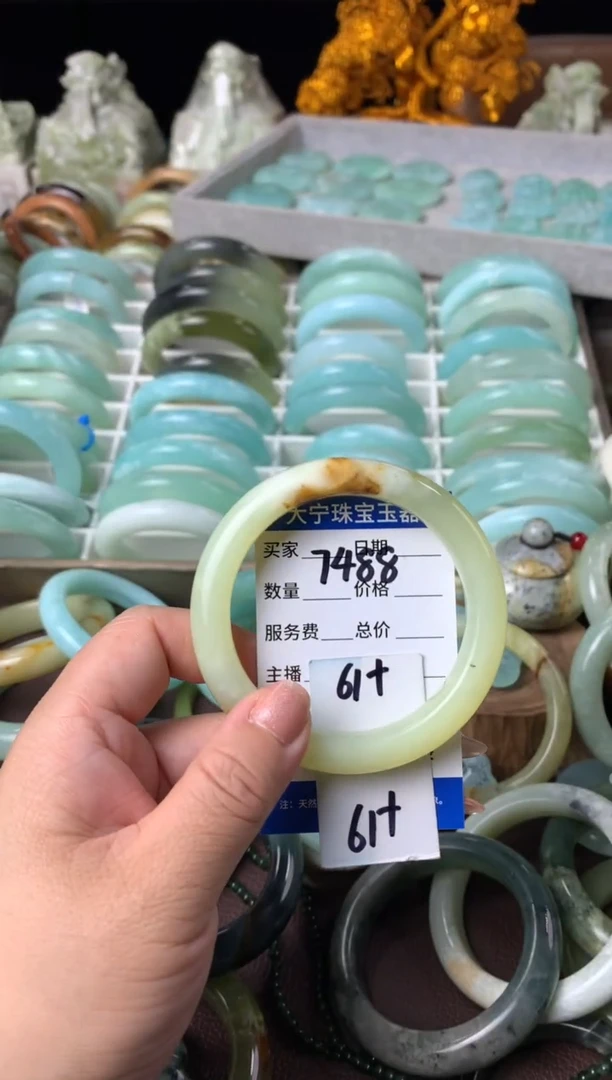 大宁珠宝玉器
买家 日期
7488
数量 价格
服务费 总价
主播
61+
注：天然
61+